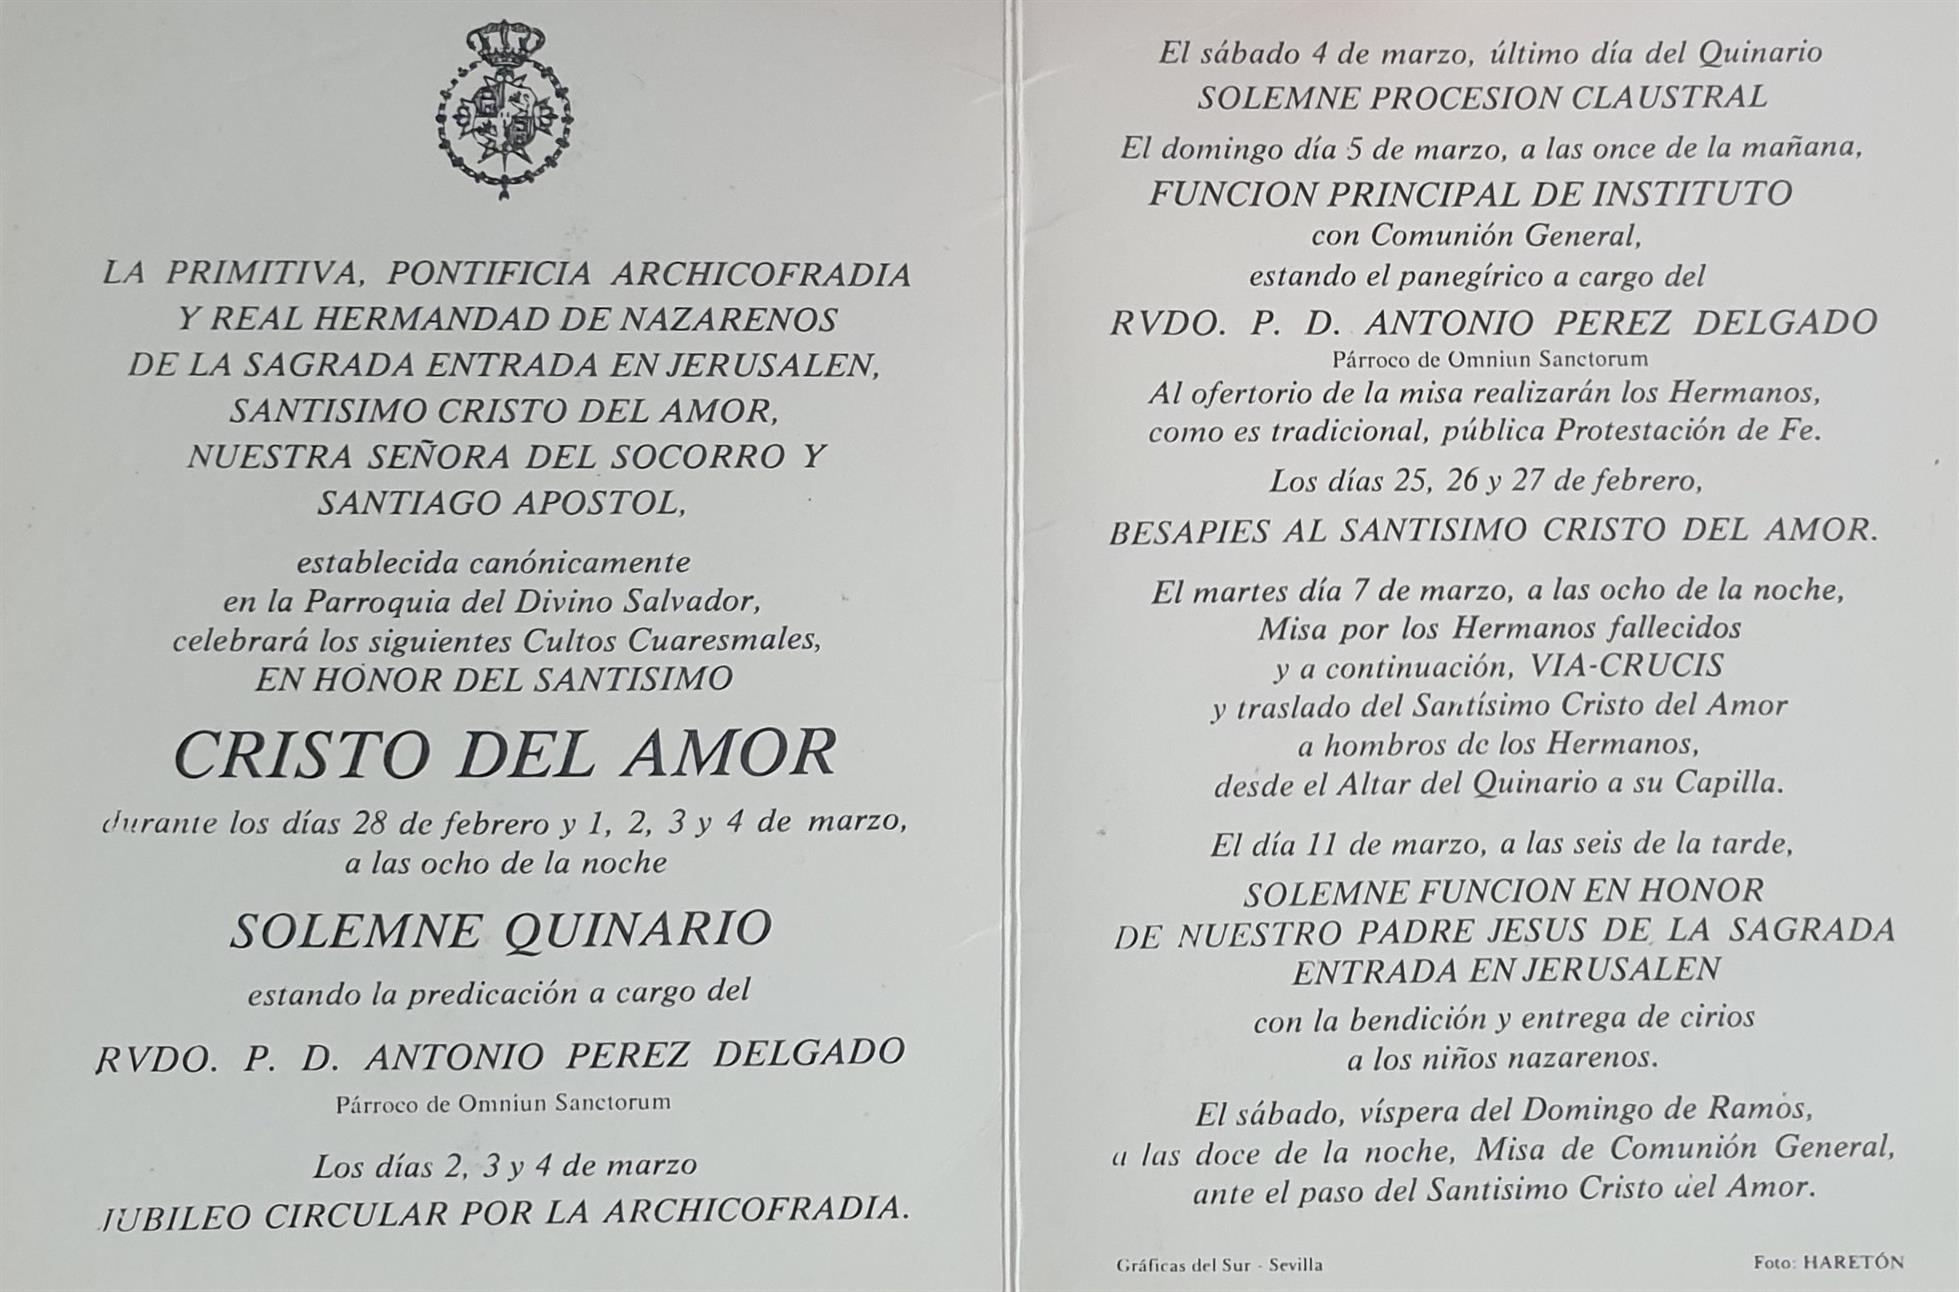 LA PRIMITIVA, PONTIFICIA ARCHICOFRADIA
Y REAL HERMANDAD DE NAZARENOS
DE LA SAGRADA ENTRADA EN JERUSALEN,
SANTISIMO CRISTO DEL AMOR,
NUESTRA SEÑORA DEL SOCORRO Y
SANTIAGO APOSTOL,
establecida canónicamente
en la Parroquia del Divino Salvador,
celebrará los siguientes Cultos Cuaresmales,
EN HONOR DEL SANTISIMO
CRISTO DEL AMOR
durante los días 28 de febrero y 1, 2, 3 y 4 de marzo,
a las ocho de la noche
SOLEMNE QUINARIO
estando la predicación a cargo del
RVDO. P. D. ANTONIO PEREZ DELGADO
Párroco de Omniun Sanctorum
Los días 2, 3 y 4 de marzo
JUBILEO CIRCULAR POR LA ARCHICOFRADIA.
El sábado 4 de marzo, último día del Quinario
SOLEMNE PROCESION CLAUSTRAL
El domingo día 5 de marzo, a las once de la mañana,
FUNCION PRINCIPAL DE INSTITUTO
con Comunión General,
estando el panegírico a cargo del
RVDO. P. D. ANTONIO PEREZ DELGADO
Párroco de Omniun Sanctorum
Al ofertorio de la misa realizarán los Hermanos,
como es tradicional, pública Protestación de Fe.
Los días 25, 26 y 27 de febrero,
BESAPIES AL SANTISIMO CRISTO DEL AMOR.
El martes día 7 de marzo, a las ocho de la noche,
Misa por los Hermanos fallecidos
y a continuación, VIA-CRUCIS
y traslado del Santísimo Cristo del Amor
a hombros de los Hermanos,
desde el Altar del Quinario a su Capilla.
El día 11 de marzo, a las seis de la tarde,
SOLEMNE FUNCION EN HONOR
DE NUESTRO PADRE JESUS DE LA SAGRADA
ENTRADA EN JERUSALEN
con la bendición y entrega de cirios
a los niños nazarenos.
El sábado, víspera del Domingo de Ramos,
a las doce de la noche, Misa de Comunión General,
ante el paso del Santisimo Cristo del Amor.
Gráficas del Sur - Sevilla
Foto: HARETÓN